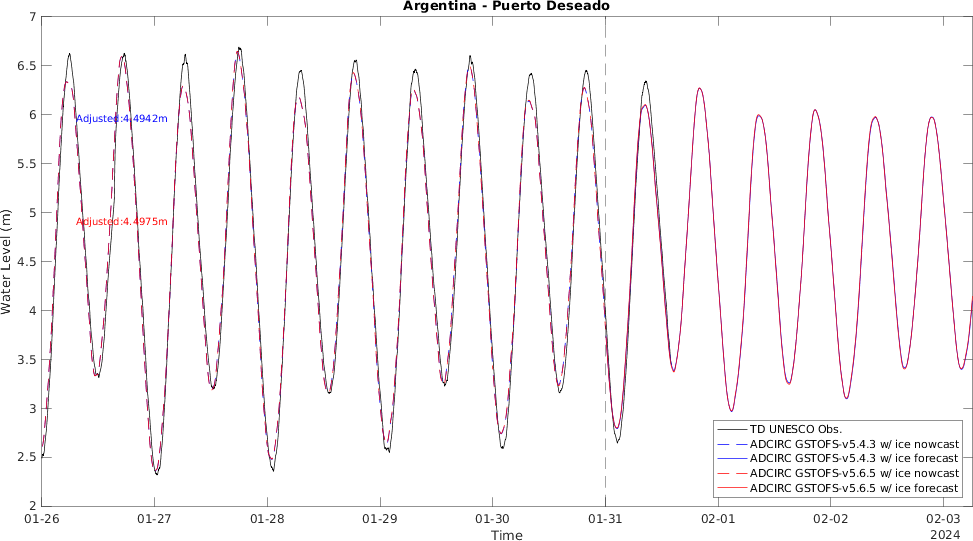 Argentina - Puerto Deseado
7
6.5
6
5.5
5
4.5
4
3.5
3
2.5
2
Water Level (m)
Adjusted:4.4942m
Adjusted:4.4975m
TD UNESCO Obs.
ADCIRC GSTOFS-v5.4.3 w/ ice nowcast
ADCIRC GSTOFS-v5.4.3 w/ ice forecast
ADCIRC GSTOFS-v5.6.5 w/ ice nowcast
ADCIRC GSTOFS-v5.6.5 w/ ice forecast
01-26 01-27 01-28 01-29 01-30 01-31 02-01 02-02 02-03
Time 2024